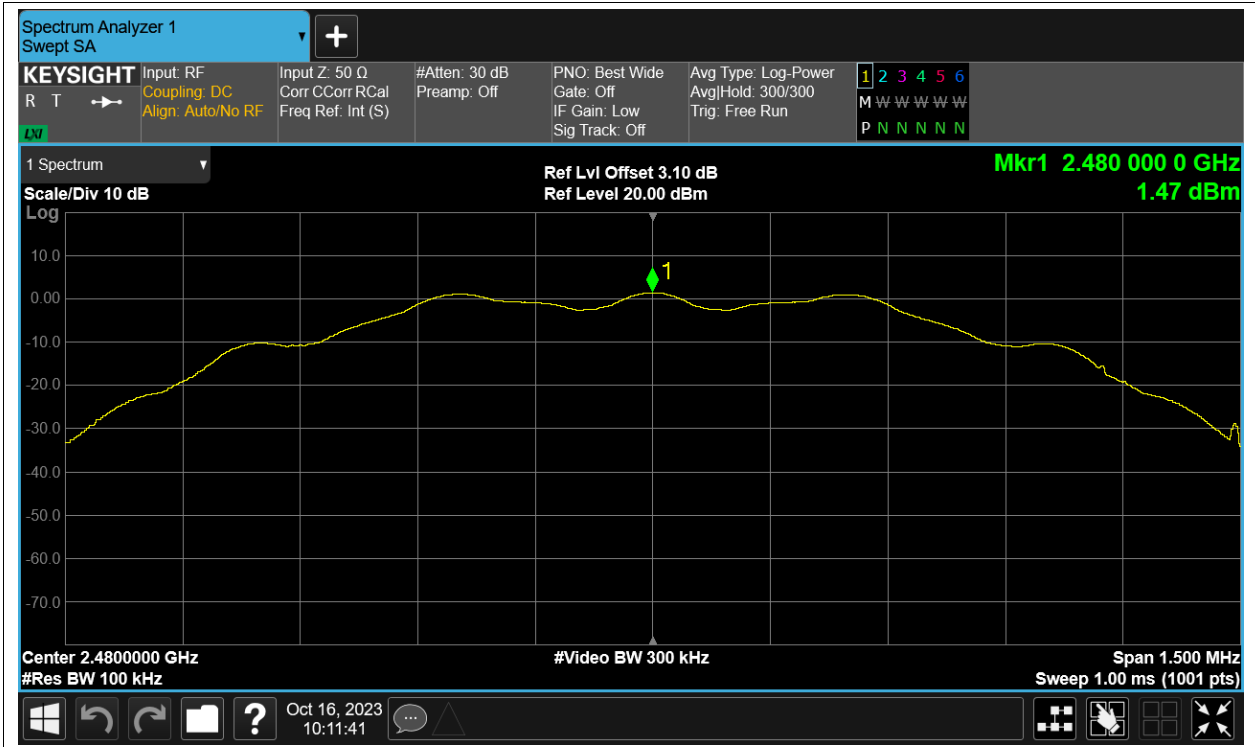 Spectrum Analyzer 1
Swept SA
KEYSIGHT
R T
LXI
Input: RF
Coupling: DC
Align: Auto/No RF
Input Z: 50 Ω
Corr CCorr RCal
Freq Ref: Int (S)
#Atten: 30 dB
Preamp: Off
PNO: Best Wide
Gate: Off
IF Gain: Low
Sig Track: Off
Avg Type: Log-Power
Avg|Hold: 300/300
Trig: Free Run
1 2 3 4 5 6
M W W W W W
P N N N N N
1 Spectrum
Scale/Div 10 dB
Ref Lvl Offset 3.10 dB
Ref Level 20.00 dBm
Mkr1 2.480 000 0 GHz
1.47 dBm
Log
10.0
0.00
-10.0
-20.0
-30.0
-40.0
-50.0
-60.0
-70.0
1
Center 2.4800000 GHz
#Res BW 100 kHz
#Video BW 300 kHz
Span 1.500 MHz
Sweep 1.00 ms (1001 pts)
?
Oct 16, 2023
10:11:41